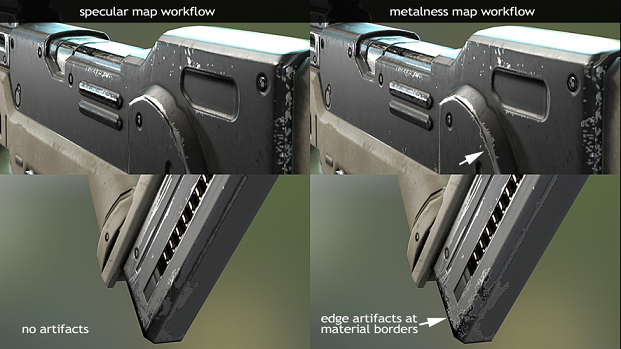 specular map workflow
metalness map workflow
no artifacts
edge artifacts at
material borders